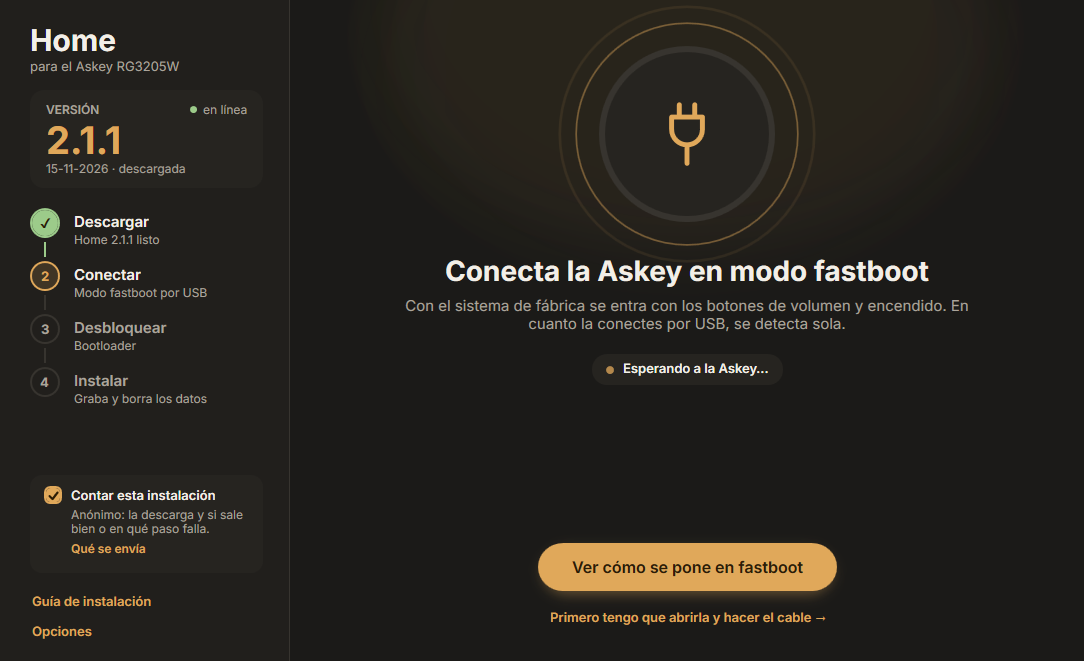 Home
para el Askey RG3205W
VERSIÓN
en línea
2.1.1
15-11-2026 · descargada
✓
Descargar
Home 2.1.1 listo
2
Conectar
Modo fastboot por USB
3
Desbloquear
Bootloader
4
Instalar
Graba y borra los datos
Contar esta instalación
Anónimo: la descarga y si sale
bien o en qué paso falla.
Qué se envía
Guía de instalación
Opciones
Conecta la Askey en modo fastboot
Con el sistema de fábrica se entra con los botones de volumen y encendido. En
cuanto la conectes por USB, se detecta sola.
Esperando a la Askey...
Ver cómo se pone en fastboot
Primero tengo que abrirla y hacer el cable →